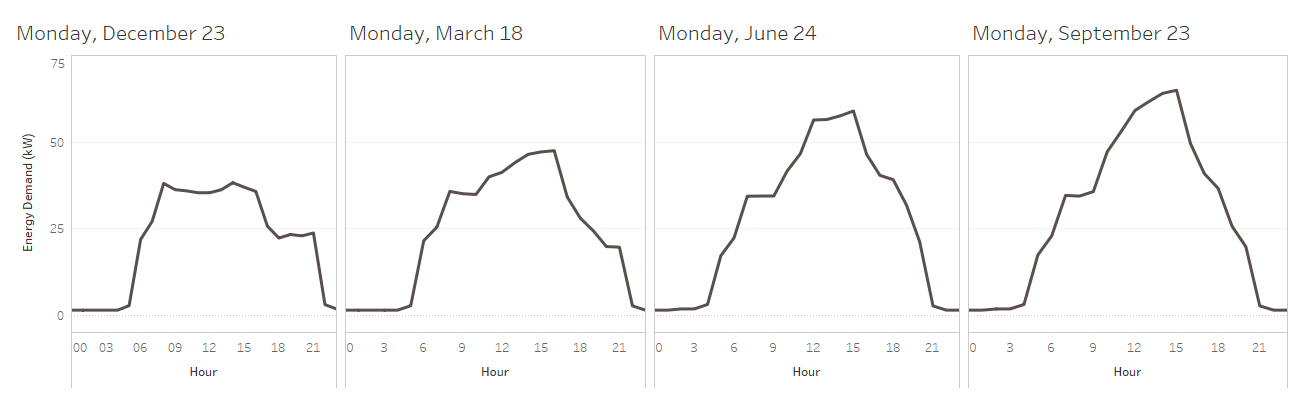 Monday, December 23
Monday, March 18
Monday, June 24
Monday, September 23
75
50
25
0
Energy Demand (kW)
00 03 06 09 12 15 18 21
0 3 6 9 12 15 18 21
0 3 6 9 12 15 18 21
0 3 6 9 12 15 18 21
Hour
Hour
Hour
Hour